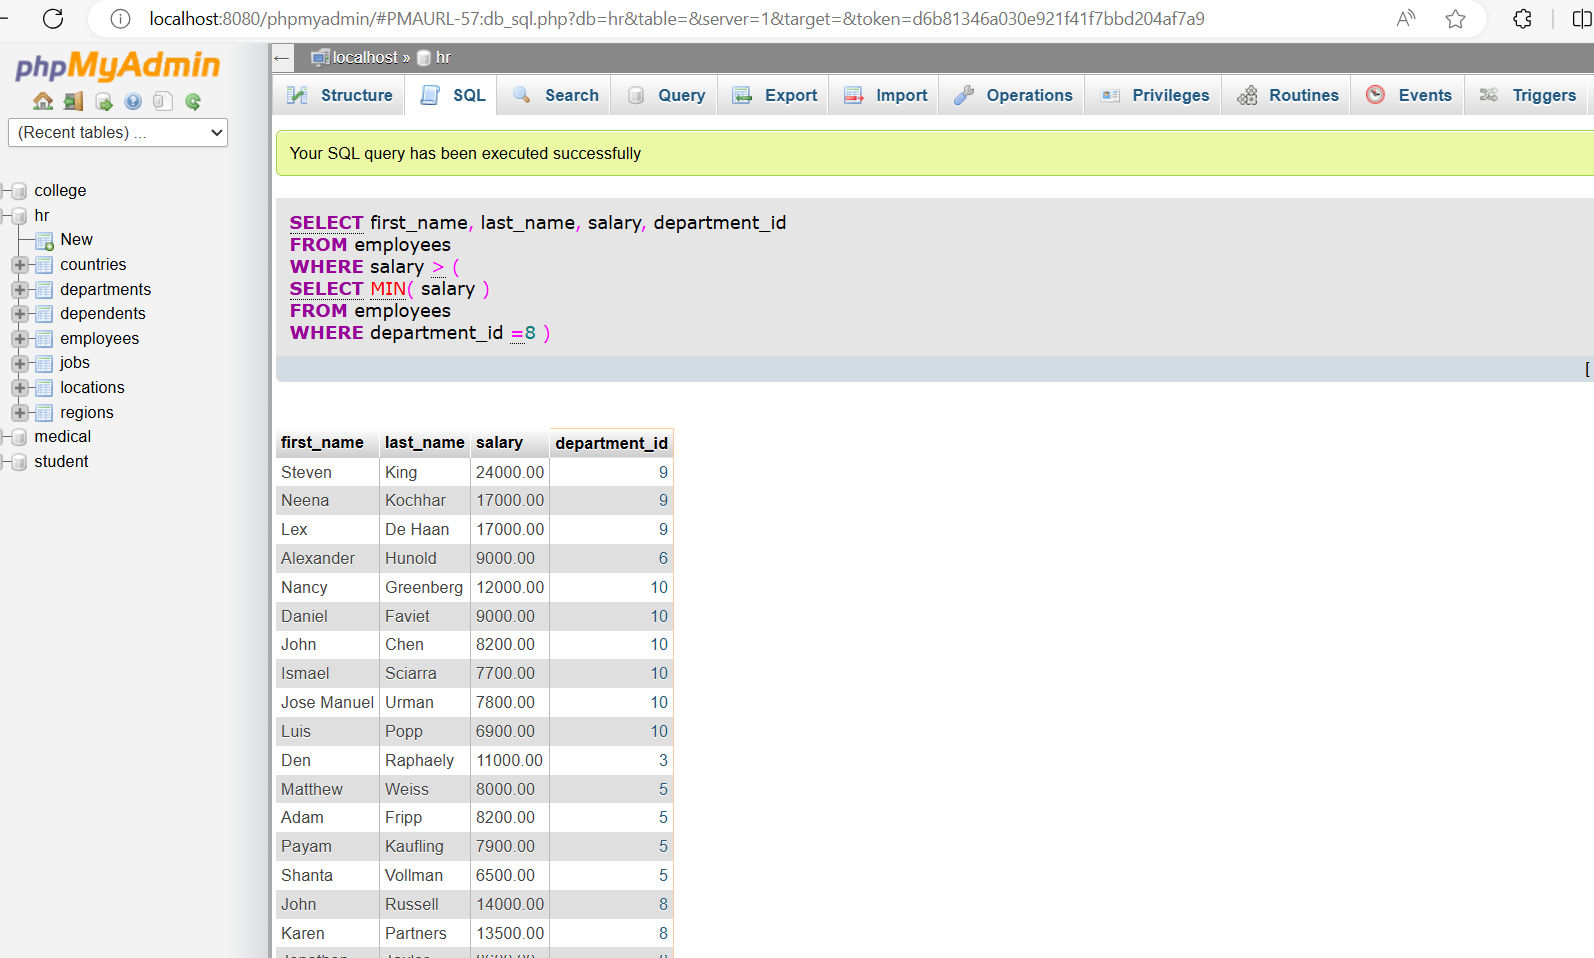 localhost:8080/phpmyadmin/#PMAURL-57:db_sql.php?db=hr&table=&server=1&target=&token=d6b81346a030e921f41f7bbd204af7a9
phpMyAdmin
(Recent tables) ...
college
hr
New
countries
departments
dependents
employees
jobs
locations
regions
medical
student
localhost » hr
Structure SQL Search Query Export Import Operations Privileges Routines Events Triggers
Your SQL query has been executed successfully
SELECT first_name, last_name, salary, department_id
FROM employees
WHERE salary > (
SELECT MIN( salary )
FROM employees
WHERE department_id =8 )
[
first_name last_name salary department_id
Steven King 24000.00 9
Neena Kochhar 17000.00 9
Lex De Haan 17000.00 9
Alexander Hunold 9000.00 6
Nancy Greenberg 12000.00 10
Daniel Faviet 9000.00 10
John Chen 8200.00 10
Ismael Sciarra 7700.00 10
Jose Manuel Urman 7800.00 10
Luis Popp 6900.00 10
Den Raphaely 11000.00 3
Matthew Weiss 8000.00 5
Adam Fripp 8200.00 5
Payam Kaufling 7900.00 5
Shanta Vollman 6500.00 5
John Russell 14000.00 8
Karen Partners 13500.00 8